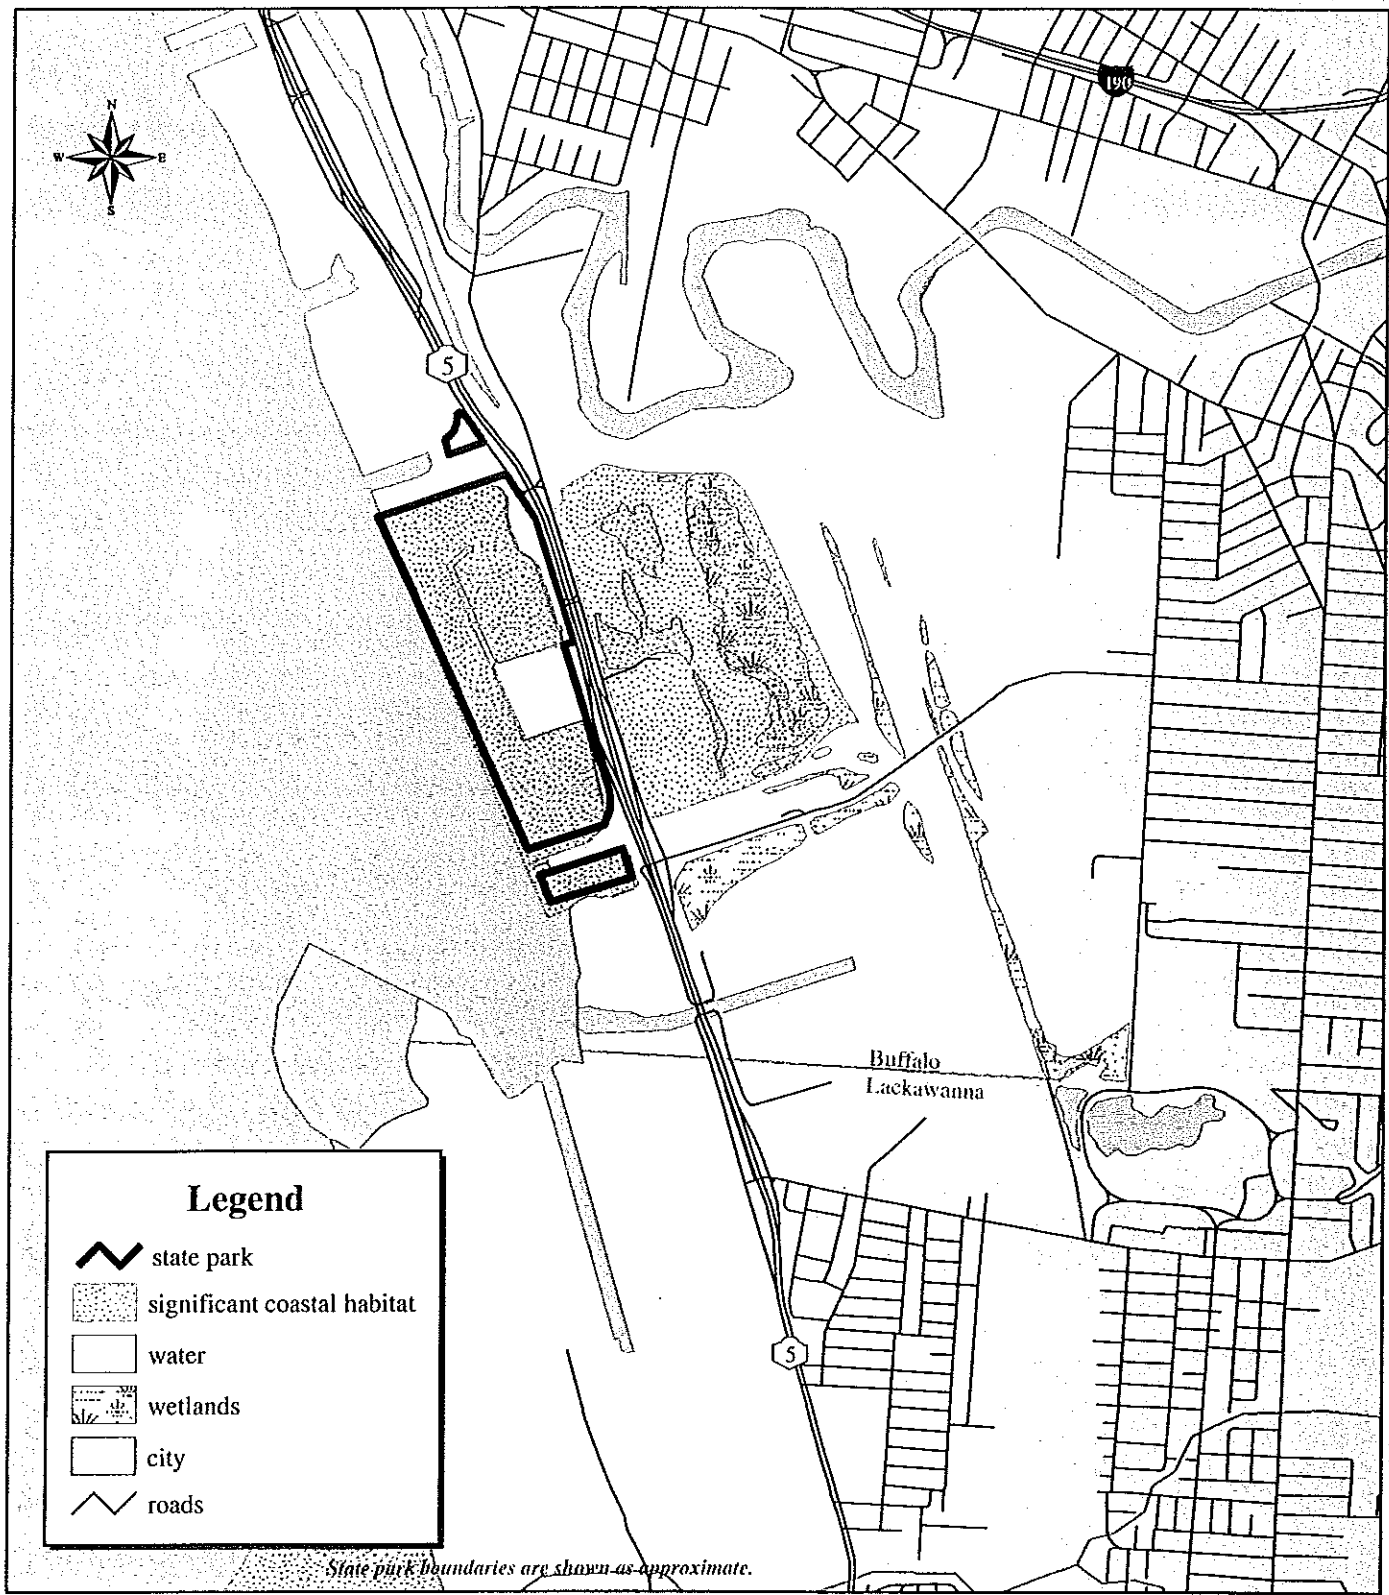 190
N
W E
S
5
Buffalo
Lackawanna
Legend
state park
significant coastal habitat
water
wetlands
city
roads
5
State park boundaries are shown as approximate.